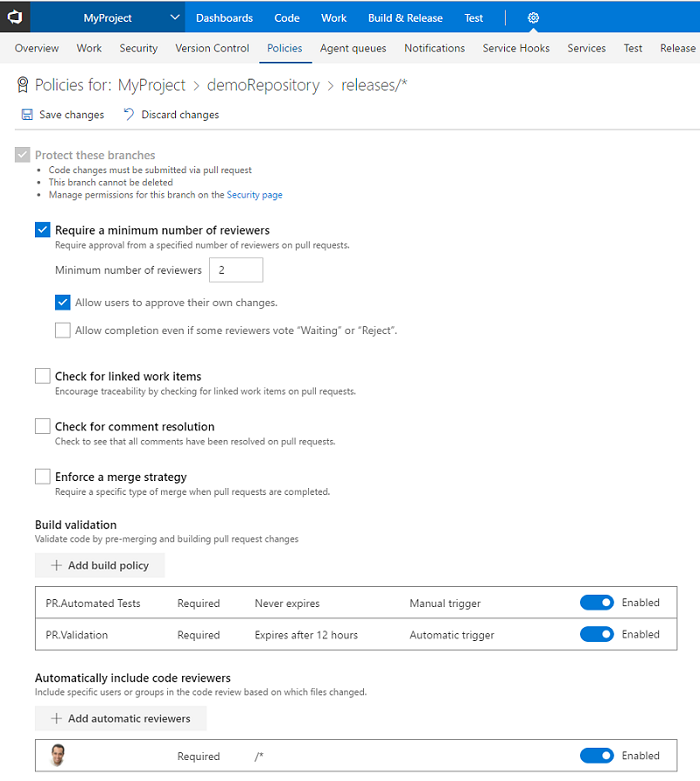 MyProject Dashboards Code Work Build & Release Test
Overview Work Security Version Control Policies Agent queues Notifications Service Hooks Services Test Release
Policies for: MyProject > demoRepository > releases/*
Save changes Discard changes
Protect these branches
• Code changes must be submitted via pull request
• This branch cannot be deleted
• Manage permissions for this branch on the Security page
Require a minimum number of reviewers
Require approval from a specified number of reviewers on pull requests.
Minimum number of reviewers 2
Allow users to approve their own changes.
Allow completion even if some reviewers vote “Waiting” or “Reject”.
Check for linked work items
Encourage traceability by checking for linked work items on pull requests.
Check for comment resolution
Check to see that all comments have been resolved on pull requests.
Enforce a merge strategy
Require a specific type of merge when pull requests are completed.
Build validation
Validate code by pre-merging and building pull request changes
+ Add build policy
PR.Automated Tests Required Never expires Manual trigger Enabled
PR.Validation Required Expires after 12 hours Automatic trigger Enabled
Automatically include code reviewers
Include specific users or groups in the code review based on which files changed.
+ Add automatic reviewers
Required /* Enabled